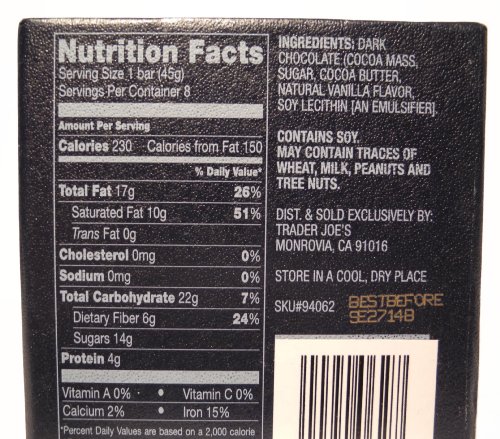 Nutrition Facts
Serving Size 1 bar (45g)
Servings Per Container 8
Amount Per Serving
Calories 230 Calories from Fat 150
% Daily Value*
Total Fat 17g 26%
Saturated Fat 10g 51%
Trans Fat 0g
Cholesterol 0mg 0%
Sodium 0mg 0%
Total Carbohydrate 22g 7%
Dietary Fiber 6g 24%
Sugars 14g
Protein 4g
Vitamin A 0% • Vitamin C 0%
Calcium 2% • Iron 15%
*Percent Daily Values are based on a 2,000 calorie
INGREDIENTS: DARK
CHOCOLATE (COCOA MASS,
SUGAR, COCOA BUTTER,
NATURAL VANILLA FLAVOR,
SOY LECITHIN [AN EMULSIFIER].
CONTAINS SOY.
MAY CONTAIN TRACES OF
WHEAT, MILK, PEANUTS AND
TREE NUTS.
DIST. & SOLD EXCLUSIVELY BY:
TRADER JOE'S
MONROVIA, CA 91016
STORE IN A COOL, DRY PLACE
SKU#94062
BESTBEFORE
SE2714B